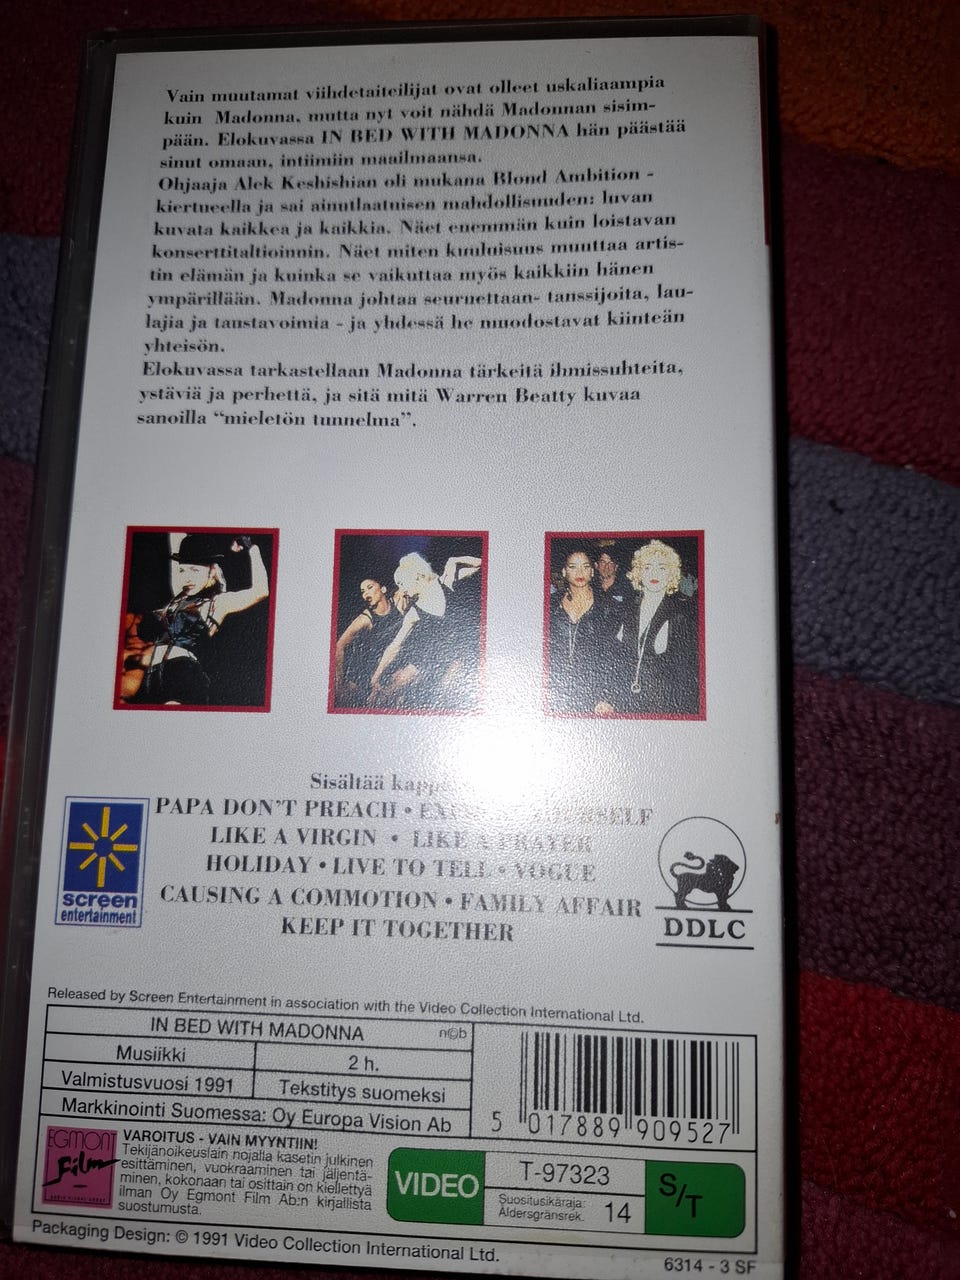 Vain muutamat viihdetaiteilijat ovat olleet uskaliaampia
kuin Madonna, mutta nyt voit nähdä Madonnan sisim-
pään. Elokuvassa IN BED WITH MADONNA hän päästää
sinut omaan, intiimiin maailmaansa.
Ohjaaja Alek Keshishian oli mukana Blond Ambition -
kiertueella ja sai ainutlaatuisen mahdollisuuden: luvan
kuvata kaikkea ja kaikkia. Näet enemmän kuin loistavan
konserttitaltioinnin. Näet miten kuuluisuus muuttaa artis-
tin elämän ja kuinka se vaikuttaa myös kaikkiin hänen
ympärillään. Madonna johtaa seuruettaan- tanssijoita, lau-
lajia ja taustavoimia - ja yhdessä he muodostavat kiinteän
yhteisön.
Elokuvassa tarkastellaan Madonna tärkeitä ihmissuhteita,
ystäviä ja perhettä, ja sitä mitä Warren Beatty kuvaa
sanoilla “mieletön tunnelma”.
Sisältää
PAPA DON'T PREACH • EXPRESS YOURSELF
LIKE A VIRGIN • LIKE A PRAYER
HOLIDAY • LIVE TO TELL • VOGUE
CAUSING A COMMOTION • FAMILY AFFAIR
KEEP IT TOGETHER
screen
entertainment
DDLC
Released by Screen Entertainment in association with the Video Collection International Ltd.
IN BED WITH MADONNA n©b
Musiikki 2 h.
Valmistusvuosi 1991 Tekstitys suomeksi
Markkinointi Suomessa: Oy Europa Vision Ab
5 017889 909527
EGMONT
Film
VAROITUS - VAIN MYYNTIIN!
Tekijänoikeuslain nojalla kasetin julkinen
esittäminen, vuokraaminen tai jäljentä-
minen, kokonaan tai osittain on kiellettyä
ilman Oy Egmont Film Ab:n kirjallista
suostumusta.
VIDEO
T-97323
Suositusikäraja:
Åldersgränsrek. 14
S/T
Packaging Design: © 1991 Video Collection International Ltd.
6314 - 3 SF